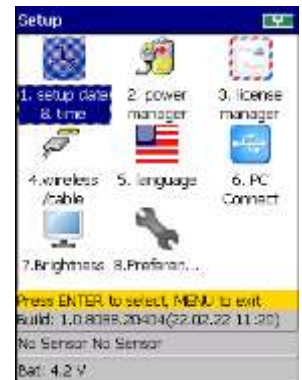 Setup
1. setup date
& time
2. power
manager
3. license
manager
4.wireless
/cable
5. language
6. PC
Connect
7.Brightness
8.Preferen...
Press ENTER to select, MENU to exit
Build: 1.0.8088.20404(22.02.22 11:20)
No Sensor No
Sensor
Bat: 4.2 V